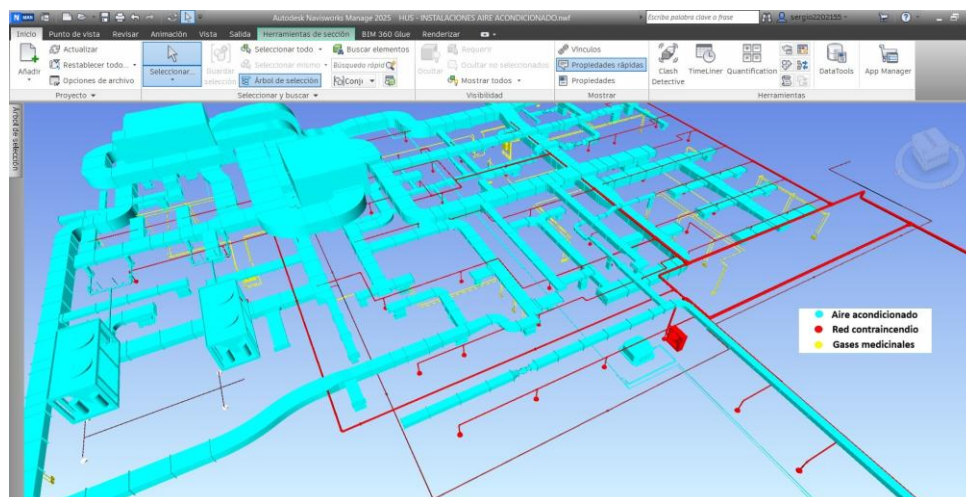 Autodesk Navisworks Manage 2025 HUS - INSTALACIONES AIRE ACONDICIONADO.nwf
Escriba palabra clave o frase
sergio2202155
Inicio Punto de vista Revisar Animación Vista Salida Herramientas de sección BIM 360 Glue Renderizar
Añadir
Actualizar
Restablecer todo...
Opciones de archivo
Proyecto
Seleccionar...
Guardar selección
Seleccionar todo
Seleccionar mismo
Árbol de selección
Buscar elementos
Búsqueda rápida
Conj
Seleccionar y buscar
Ocultar
Requerir
Ocultar no seleccionados
Mostrar todos
Visibilidad
Vínculos
Propiedades rápidas
Propiedades
Mostrar
Clash Detective
TimeLiner
Quantification
Herramientas
DataTools
App Manager
Árbol de selección
Aire acondicionado
Red contraincendio
Gases medicinales